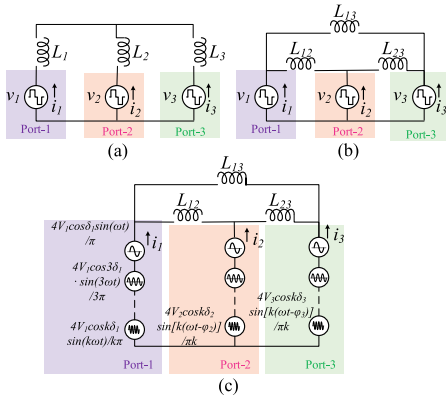 L1 L2 L3
v1 i1 v2 i2 v3 i3
Port-1 Port-2 Port-3
(a)
L13
L12 L23
v1 i1 v2 i2 v3 i3
Port-1 Port-2 Port-3
(b)
L13
L12 L23
i1 i2 i3
4V1cosδ1sin(ωt)
/π
4V1cos3δ1
· sin(3ωt)
/3π
4V1coskδ1
sin(kωt)/kπ
4V2coskδ2
sin[k(ωt-φ2)]
/πk
4V3coskδ3
sin[k(ωt-φ3)]
/πk
Port-1 Port-2 Port-3
(c)